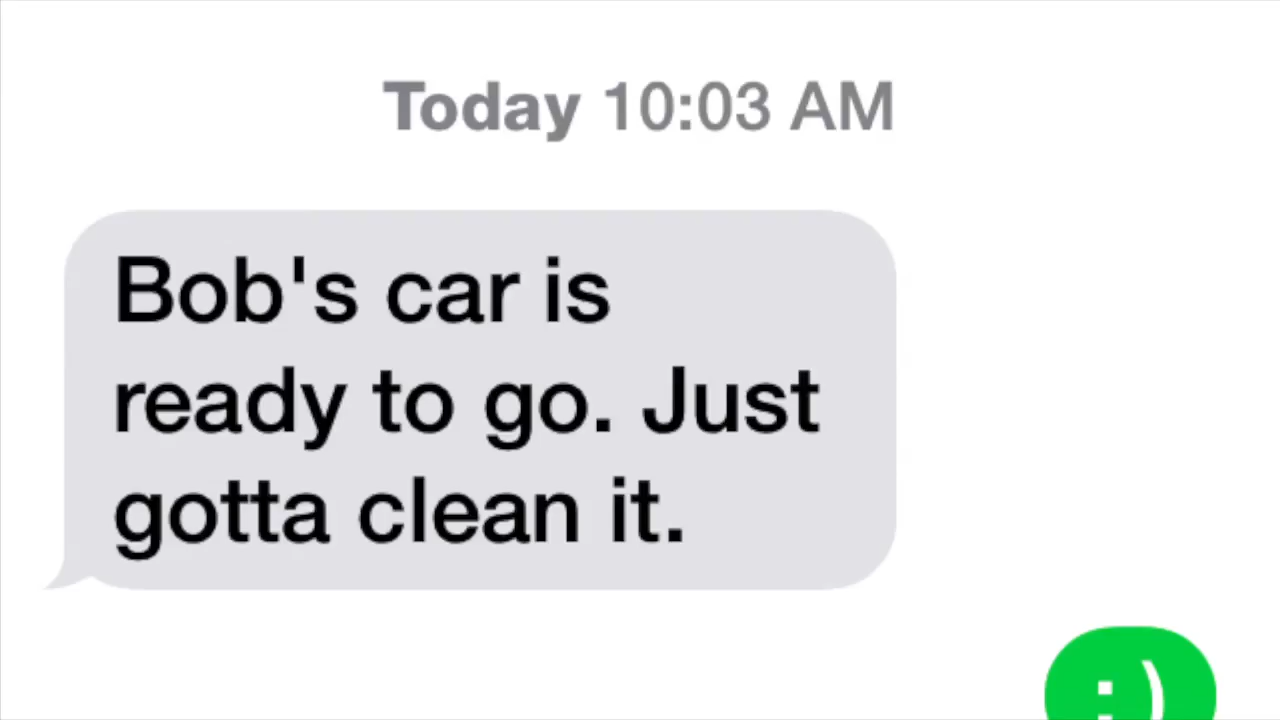 Today 10:03 AM
Bob's car is
ready to go. Just
gotta clean it.
:)